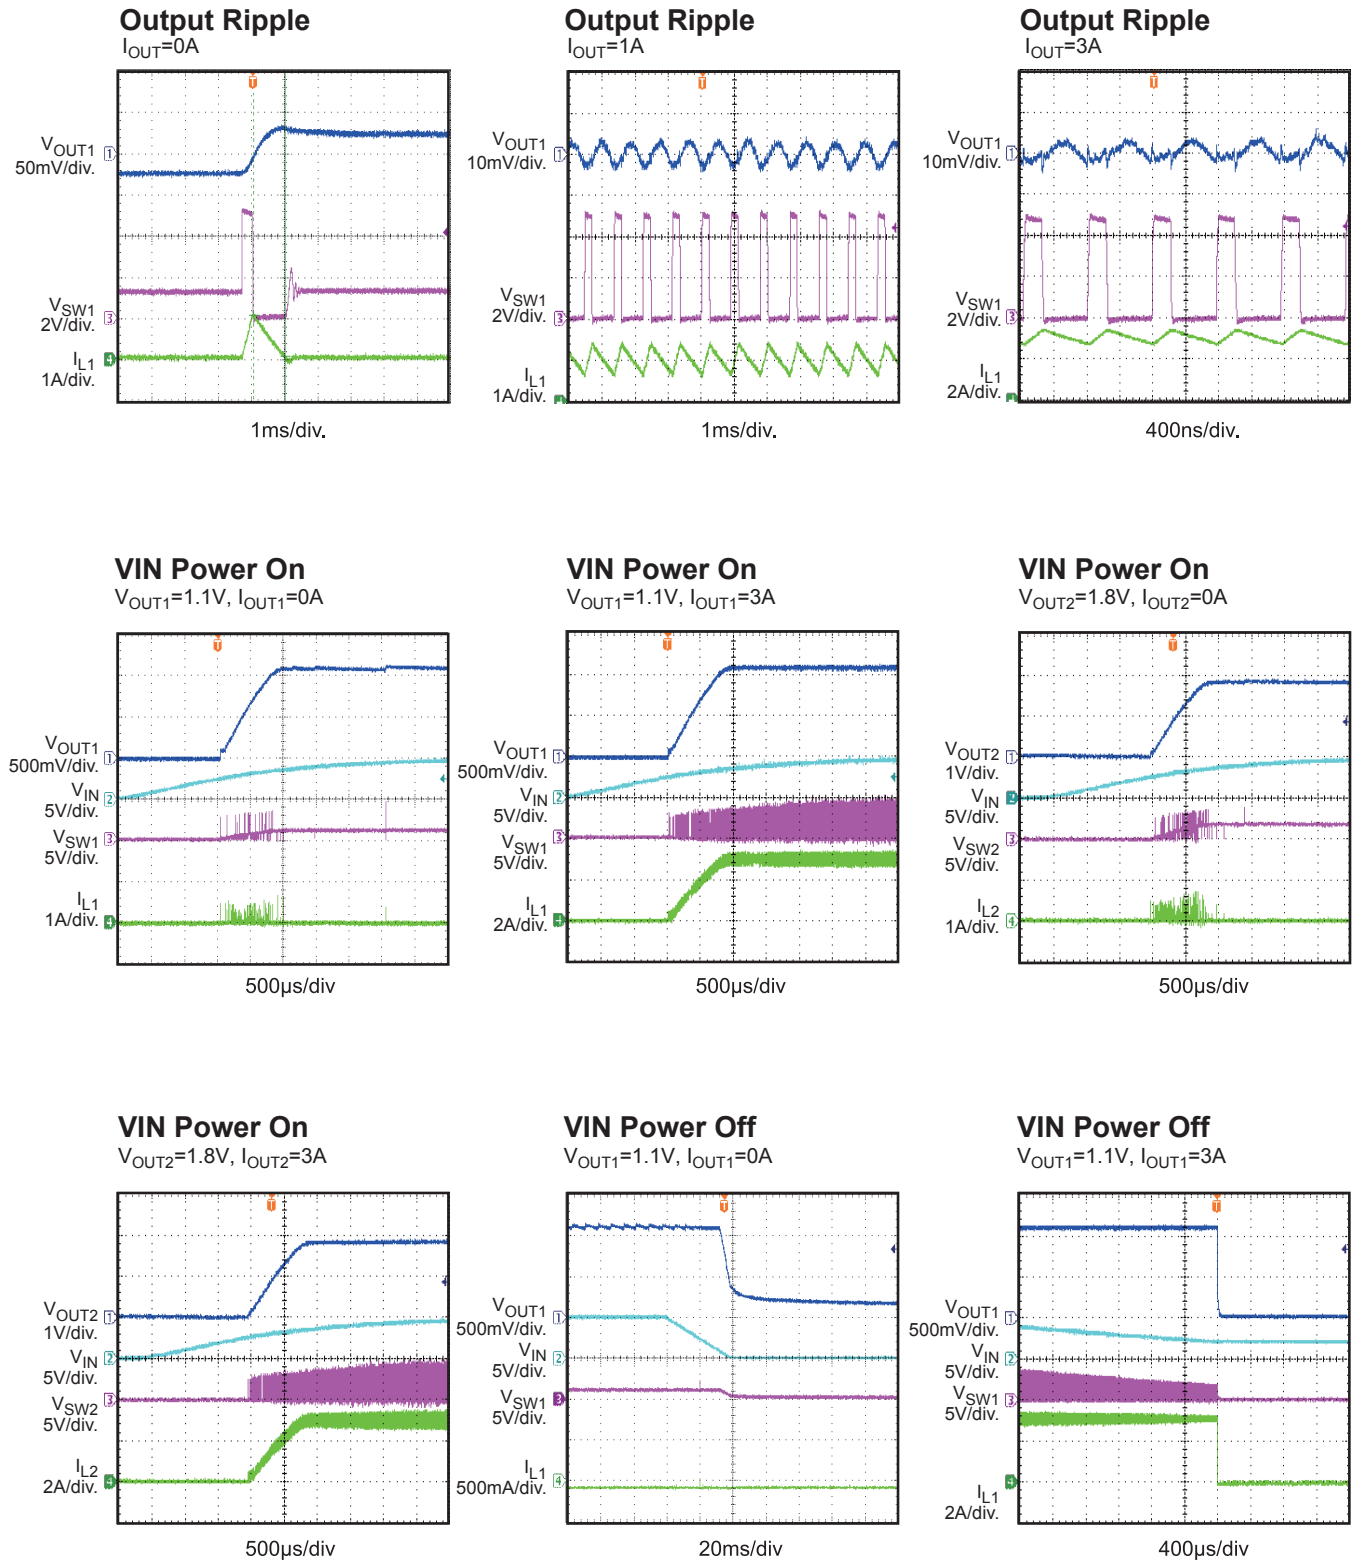 Output Ripple
IOUT=0A
VOUT1
50mV/div.
VSW1
2V/div.
IL1
1A/div.
1ms/div.
Output Ripple
IOUT=1A
VOUT1
10mV/div.
VSW1
2V/div.
IL1
1A/div.
1ms/div.
Output Ripple
IOUT=3A
VOUT1
10mV/div.
VSW1
2V/div.
IL1
2A/div.
400ns/div.
VIN Power On
VOUT1=1.1V, IOUT1=0A
VOUT1
500mV/div.
VIN
5V/div.
VSW1
5V/div.
IL1
1A/div.
500µs/div
VIN Power On
VOUT1=1.1V, IOUT1=3A
VOUT1
500mV/div.
VIN
5V/div.
VSW1
5V/div.
IL1
2A/div.
500µs/div
VIN Power On
VOUT2=1.8V, IOUT2=0A
VOUT2
1V/div.
VIN
5V/div.
VSW2
5V/div.
IL2
1A/div.
500µs/div
VIN Power On
VOUT2=1.8V, IOUT2=3A
VOUT2
1V/div.
VIN
5V/div.
VSW2
5V/div.
IL2
2A/div.
500µs/div
VIN Power Off
VOUT1=1.1V, IOUT1=0A
VOUT1
500mV/div.
VIN
5V/div.
VSW1
5V/div.
IL1
500mA/div.
20ms/div
VIN Power Off
VOUT1=1.1V, IOUT1=3A
VOUT1
500mV/div.
VIN
5V/div.
VSW1
5V/div.
IL1
2A/div.
400µs/div